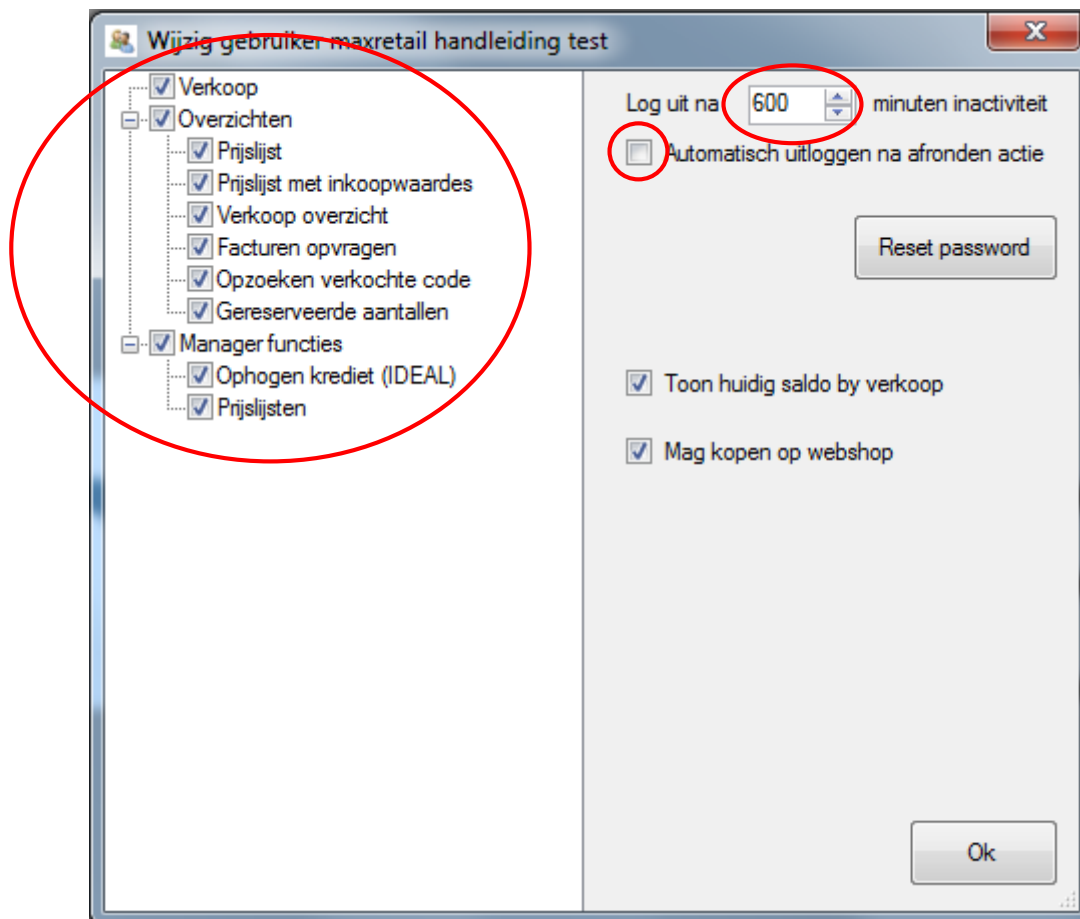 Wijzig gebruiker maxretail handleiding test
x
Verkoop
Overzichten
Prijslijst
Prijslijst met inkoopwaardes
Verkoop overzicht
Facturen opvragen
Opzoeken verkochte code
Gereserveerde aantallen
Manager functies
Ophogen krediet (IDEAL)
Prijslijsten
Log uit na 600 minuten inactiviteit
Automatisch uitloggen na afronden actie
Reset password
Toon huidig saldo by verkoop
Mag kopen op webshop
Ok